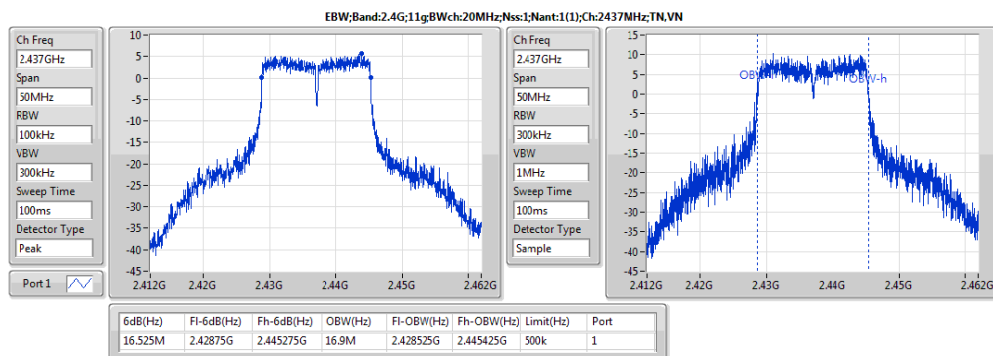 EBW;Band:2.4G;11g;BWch:20MHz;Nss:1;Nant:1(1);Ch:2437MHz;TN,VN
Ch Freq
2.437GHz
Span
50MHz
RBW
100kHz
VBW
300kHz
Sweep Time
100ms
Detector Type
Peak
Port 1
10
5
0
-5
-10
-15
-20
-25
-30
-35
-40
-45
2.412G 2.42G 2.43G 2.44G 2.45G 2.462G
Ch Freq
2.437GHz
Span
50MHz
RBW
300kHz
VBW
1MHz
Sweep Time
100ms
Detector Type
Sample
15
10
5
0
-5
-10
-15
-20
-25
-30
-35
-40
-45
OBW-h
2.412G 2.42G 2.43G 2.44G 2.45G 2.462G
6dB(Hz) Fl-6dB(Hz) Fh-6dB(Hz) OBW(Hz) Fl-OBW(Hz) Fh-OBW(Hz) Limit(Hz) Port
16.525M 2.42875G 2.445275G 16.9M 2.428525G 2.445425G 500k 1